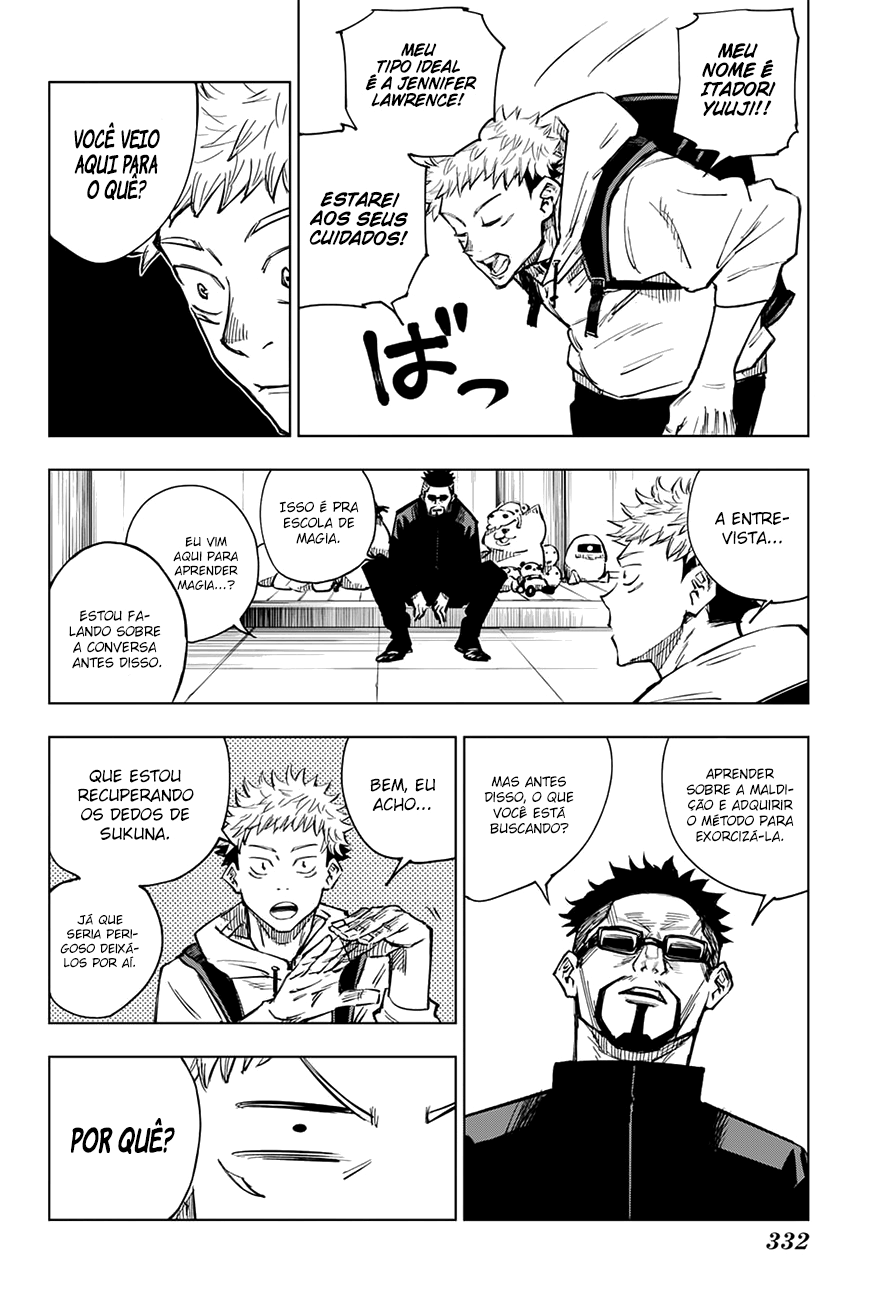 MEU
NOME É
ITADORI
YUUJI!!
MEU
TIPO IDEAL
É A JENNIFER
LAWRENCE!
ESTAREI
AOS SEUS
CUIDADOS!
ばっ
VOCÊ VEIO
AQUI PARA
O QUÊ?
A ENTRE-
VISTA...
ISSO É PRA
ESCOLA DE
MAGIA.
EU VIM
AQUI PARA
APRENDER
MAGIA...?
ESTOU FA-
LANDO SOBRE
A CONVERSA
ANTES DISSO.
APRENDER
SOBRE A MALDI-
ÇÃO E ADQUIRIR
O MÉTODO PARA
EXORCIZÁ-LA.
MAS ANTES
DISSO, O QUE
VOCÊ ESTÁ
BUSCANDO?
BEM, EU
ACHO...
QUE ESTOU
RECUPERANDO
OS DEDOS DE
SUKUNA.
JÁ QUE
SERIA PERI-
GOSO DEIXÁ-
LOS POR AÍ.
POR QUÊ?
332